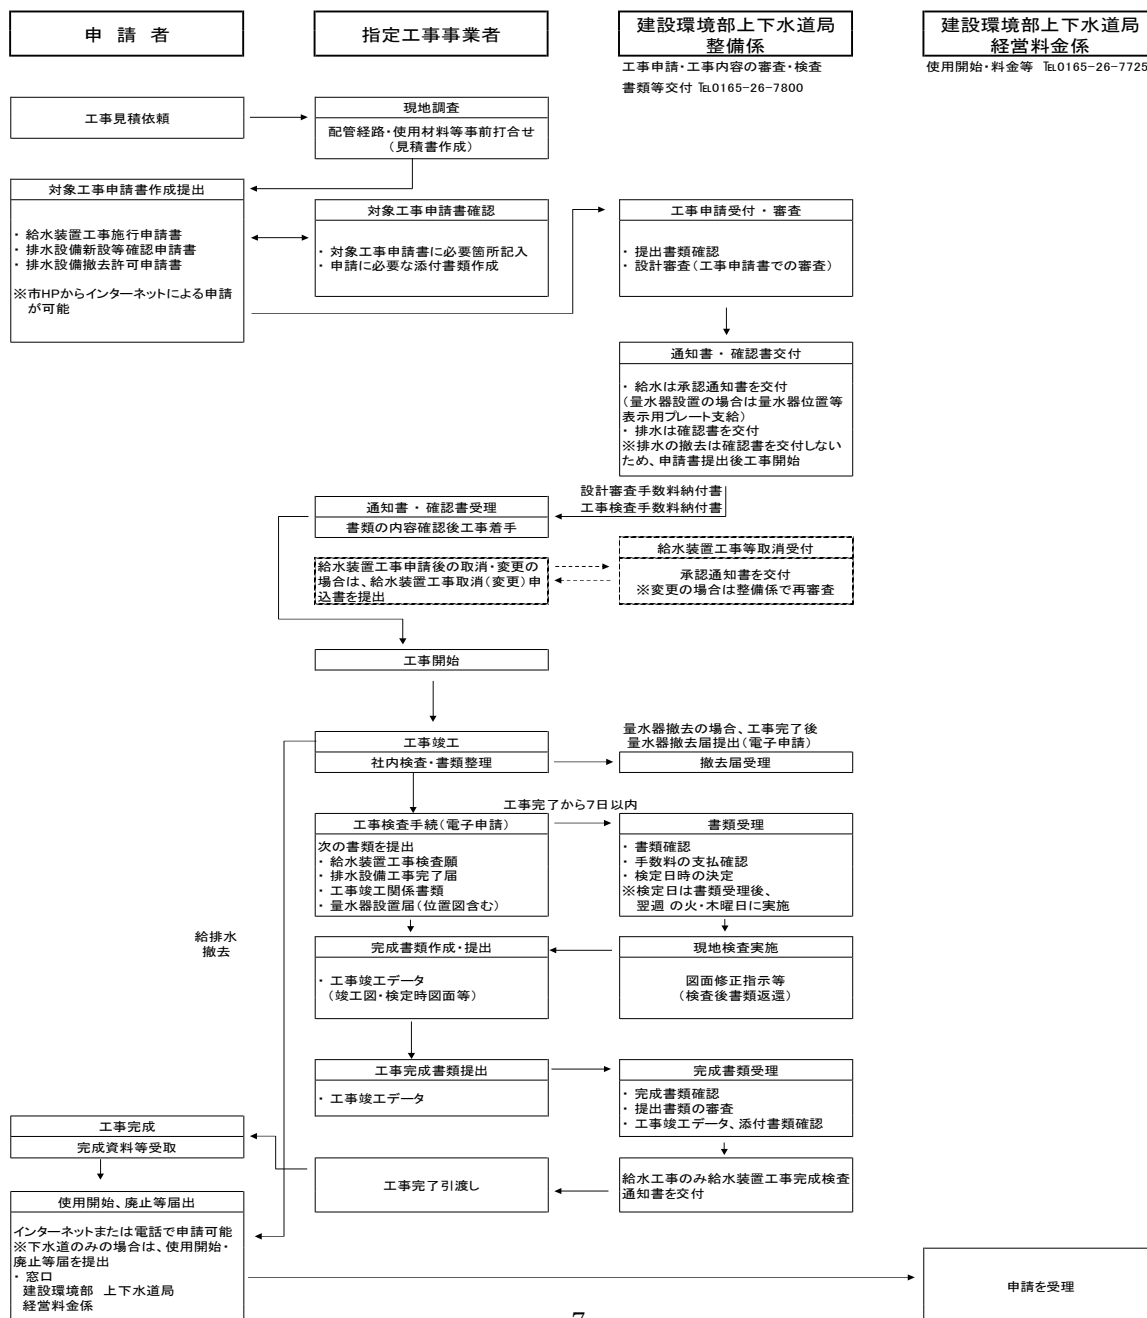 申 請 者
指定工事事業者
建設環境部上下水道局
整備係
建設環境部上下水道局
経営料金係
工事申請・工事内容の審査・検査
書類等交付 ℡0165-26-7800
使用開始・料金等 ℡0165-26-7725
工事見積依頼
現地調査
配管経路・使用材料等事前打合せ
(見積書作成)
対象工事申請書作成提出
・ 給水装置工事施行申請書
・ 排水設備新設等確認申請書
・ 排水設備撤去許可申請書
※市HPからインターネットによる申請
が可能
対象工事申請書確認
・ 対象工事申請書に必要箇所記入
・ 申請に必要な添付書類作成
工事申請受付 ・ 審査
・ 提出書類確認
・ 設計審査(工事申請書での審査)
通知書 ・ 確認書交付
・ 給水は承認通知書を交付
(量水器設置の場合は量水器位置等
表示用プレート支給)
・ 排水は確認書を交付
※排水の撤去は確認書を交付しない
ため、申請書提出後工事開始
設計審査手数料納付書
工事検査手数料納付書
通知書 ・ 確認書受理
書類の内容確認後工事着手
給水装置工事申請後の取消・変更の
場合は、給水装置工事取消(変更)申
込書を提出
給水装置工事等取消受付
承認通知書を交付
※変更の場合は整備係で再審査
工事開始
工事竣工
社内検査・書類整理
量水器撤去の場合、工事完了後
量水器撤去届提出(電子申請)
撤去届受理
工事完了から7日以内
工事検査手続(電子申請)
次の書類を提出
・ 給水装置工事検査願
・ 排水設備工事完了届
・ 工事竣工関係書類
・ 量水器設置届(位置図含む)
書類受理
・ 書類確認
・ 手数料の支払確認
・ 検定日時の決定
※検定日は書類受理後、
翌週 の火・木曜日に実施
給排水
撤去
完成書類作成・提出
・ 工事竣工データ
(竣工図・検定時図面等)
現地検査実施
図面修正指示等
(検査後書類返還)
工事完成書類提出
・ 工事竣工データ
完成書類受理
・ 完成書類確認
・ 提出書類の審査
・ 工事竣工データ、添付書類確認
工事完成
完成資料等受取
工事完了引渡し
給水工事のみ給水装置工事完成検査
通知書を交付
使用開始、廃止等届出
インターネットまたは電話で申請可能
※下水道のみの場合は、使用開始・
廃止等届を提出
・ 窓口
建設環境部 上下水道局
経営料金係
申請を受理
7